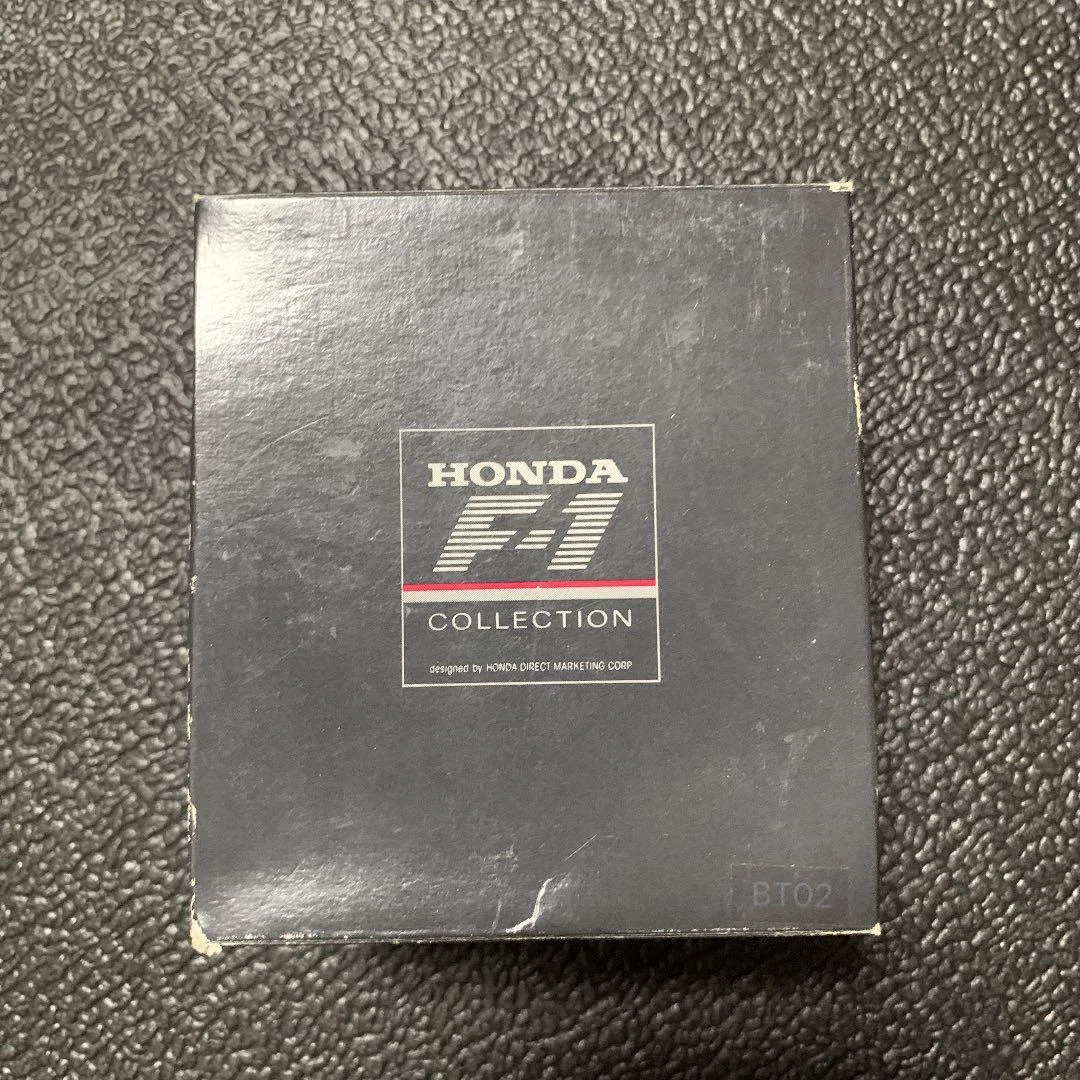 HONDA
F-1
COLLECTION
designed by HONDA DIRECT MARKETING CORP
BT02